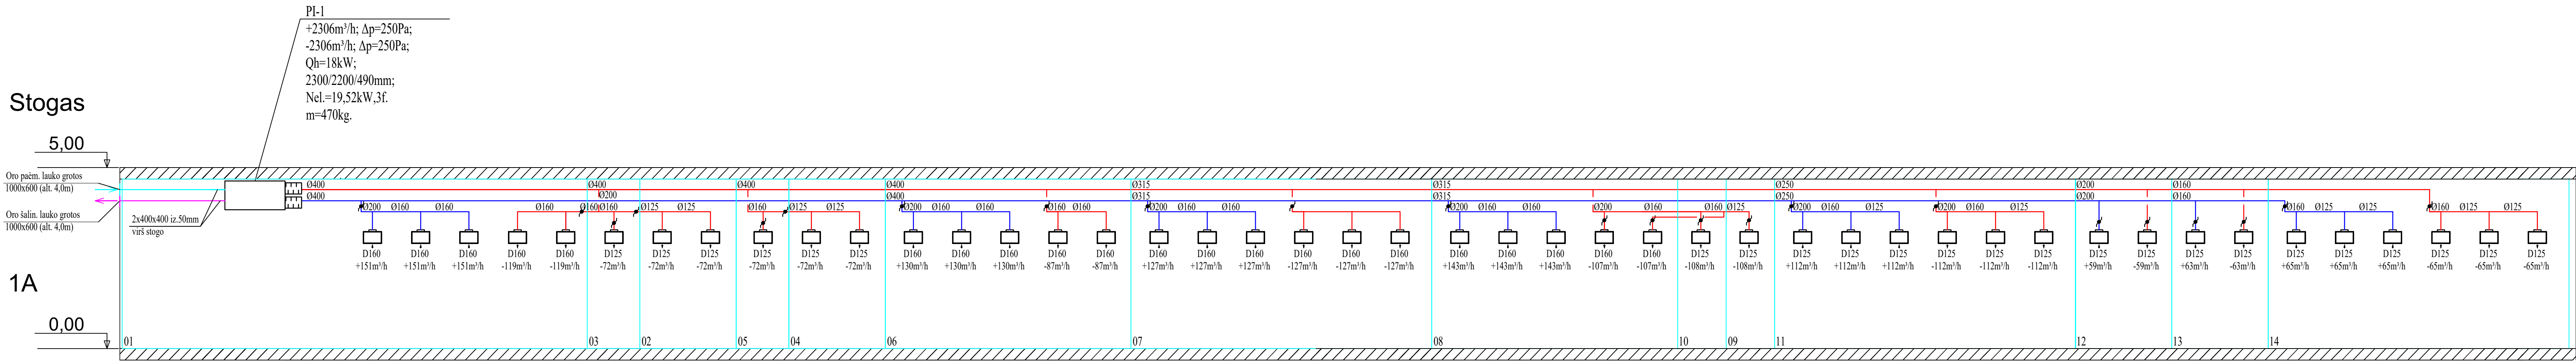 PI-1
+2306m³/h; Δp=250Pa;
-2306m³/h; Δp=250Pa;
Qh=18kW;
2300/2200/490mm;
Nel.=19,52kW,3f.
m=470kg.
Stogas
5,00
Oro paėm. lauko grotos
1000x600 (alt. 4,0m)
Oro šalin. lauko grotos
1000x600 (alt. 4,0m)
2x400x400 iz.50mm
virš stogo
Ø400 Ø400 Ø400 Ø400 Ø315 Ø315 Ø250 Ø200 Ø160
Ø400 Ø200 Ø400 Ø315 Ø315 Ø250 Ø200 Ø160
Ø200 Ø160 Ø160 Ø160 Ø160 Ø160 Ø125 Ø125 Ø160 Ø125 Ø125 Ø200 Ø160 Ø160 Ø160 Ø160 Ø200 Ø160 Ø160 Ø200 Ø160 Ø160 Ø200 Ø160 Ø160 Ø125 Ø200 Ø160 Ø125 Ø200 Ø160 Ø125 Ø160 Ø125 Ø125 Ø160 Ø125 Ø125
D160 D160 D160 D160 D160 D125 D125 D125 D125 D125 D125 D160 D160 D160 D160 D160 D160 D160 D160 D160 D160 D160 D160 D160 D160 D160 D160 D125 D125 D125 D125 D125 D125 D125 D125 D125 D125 D125 D125 D125 D125 D125 D125 D125 D125
+151m³/h +151m³/h +151m³/h -119m³/h -119m³/h -72m³/h -72m³/h -72m³/h -72m³/h -72m³/h -72m³/h +130m³/h +130m³/h +130m³/h -87m³/h -87m³/h +127m³/h +127m³/h +127m³/h -127m³/h -127m³/h -127m³/h +143m³/h +143m³/h +143m³/h -107m³/h -107m³/h -108m³/h -108m³/h +112m³/h +112m³/h +112m³/h -112m³/h -112m³/h -112m³/h +59m³/h -59m³/h +63m³/h -63m³/h +65m³/h +65m³/h +65m³/h -65m³/h -65m³/h -65m³/h
1A
0,00
01 03 02 05 04 06 07 08 10 09 11 12 13 14